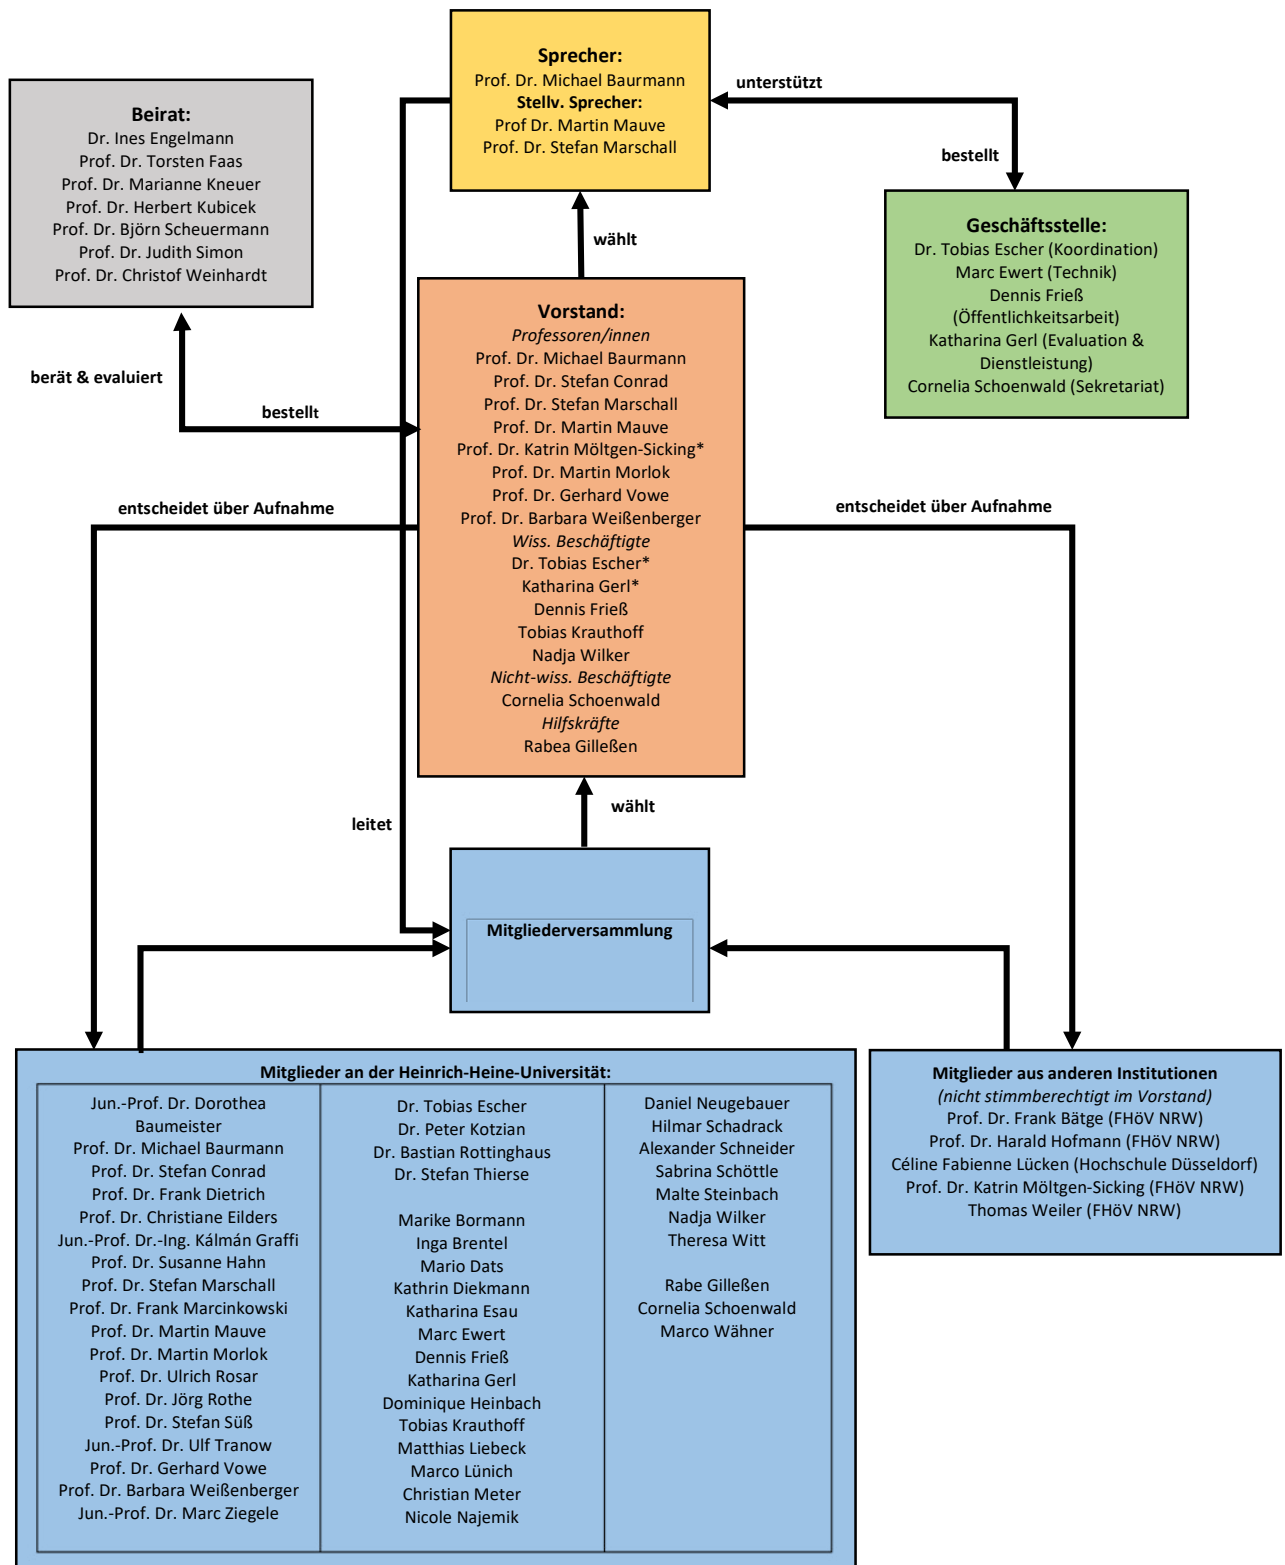 Sprecher:
Prof. Dr. Michael Baurmann
Stellv. Sprecher:
Prof Dr. Martin Mauve
Prof. Dr. Stefan Marschall
unterstützt
bestellt
Beirat:
Dr. Ines Engelmann
Prof. Dr. Torsten Faas
Prof. Dr. Marianne Kneuer
Prof. Dr. Herbert Kubicek
Prof. Dr. Björn Scheuermann
Prof. Dr. Judith Simon
Prof. Dr. Christof Weinhardt
Geschäftsstelle:
Dr. Tobias Escher (Koordination)
Marc Ewert (Technik)
Dennis Frieß
(Öffentlichkeitsarbeit)
Katharina Gerl (Evaluation &
Dienstleistung)
Cornelia Schoenwald (Sekretariat)
wählt
berät & evaluiert
bestellt
Vorstand:
Professoren/innen
Prof. Dr. Michael Baurmann
Prof. Dr. Stefan Conrad
Prof. Dr. Stefan Marschall
Prof. Dr. Martin Mauve
Prof. Dr. Katrin Möltgen-Sicking*
Prof. Dr. Martin Morlok
Prof. Dr. Gerhard Vowe
Prof. Dr. Barbara Weißenberger
Wiss. Beschäftigte
Dr. Tobias Escher*
Katharina Gerl*
Dennis Frieß
Tobias Krauthoff
Nadja Wilker
Nicht-wiss. Beschäftigte
Cornelia Schoenwald
Hilfskräfte
Rabea Gilleßen
entscheidet über Aufnahme
entscheidet über Aufnahme
wählt
leitet
Mitgliederversammlung
Mitglieder an der Heinrich-Heine-Universität:
Jun.-Prof. Dr. Dorothea
Baumeister
Prof. Dr. Michael Baurmann
Prof. Dr. Stefan Conrad
Prof. Dr. Frank Dietrich
Prof. Dr. Christiane Eilders
Jun.-Prof. Dr.-Ing. Kálmán Graffi
Prof. Dr. Susanne Hahn
Prof. Dr. Stefan Marschall
Prof. Dr. Frank Marcinkowski
Prof. Dr. Martin Mauve
Prof. Dr. Martin Morlok
Prof. Dr. Ulrich Rosar
Prof. Dr. Jörg Rothe
Prof. Dr. Stefan Süß
Jun.-Prof. Dr. Ulf Tranow
Prof. Dr. Gerhard Vowe
Prof. Dr. Barbara Weißenberger
Jun.-Prof. Dr. Marc Ziegele
Dr. Tobias Escher
Dr. Peter Kotzian
Dr. Bastian Rottinghaus
Dr. Stefan Thierse
Marike Bormann
Inga Brentel
Mario Dats
Kathrin Diekmann
Katharina Esau
Marc Ewert
Dennis Frieß
Katharina Gerl
Dominique Heinbach
Tobias Krauthoff
Matthias Liebeck
Marco Lünich
Christian Meter
Nicole Najemik
Daniel Neugebauer
Hilmar Schadrack
Alexander Schneider
Sabrina Schöttle
Malte Steinbach
Nadja Wilker
Theresa Witt
Rabe Gilleßen
Cornelia Schoenwald
Marco Wähner
Mitglieder aus anderen Institutionen
(nicht stimmberechtigt im Vorstand)
Prof. Dr. Frank Bätge (FHöV NRW)
Prof. Dr. Harald Hofmann (FHöV NRW)
Céline Fabienne Lücken (Hochschule Düsseldorf)
Prof. Dr. Katrin Möltgen-Sicking (FHöV NRW)
Thomas Weiler (FHöV NRW)